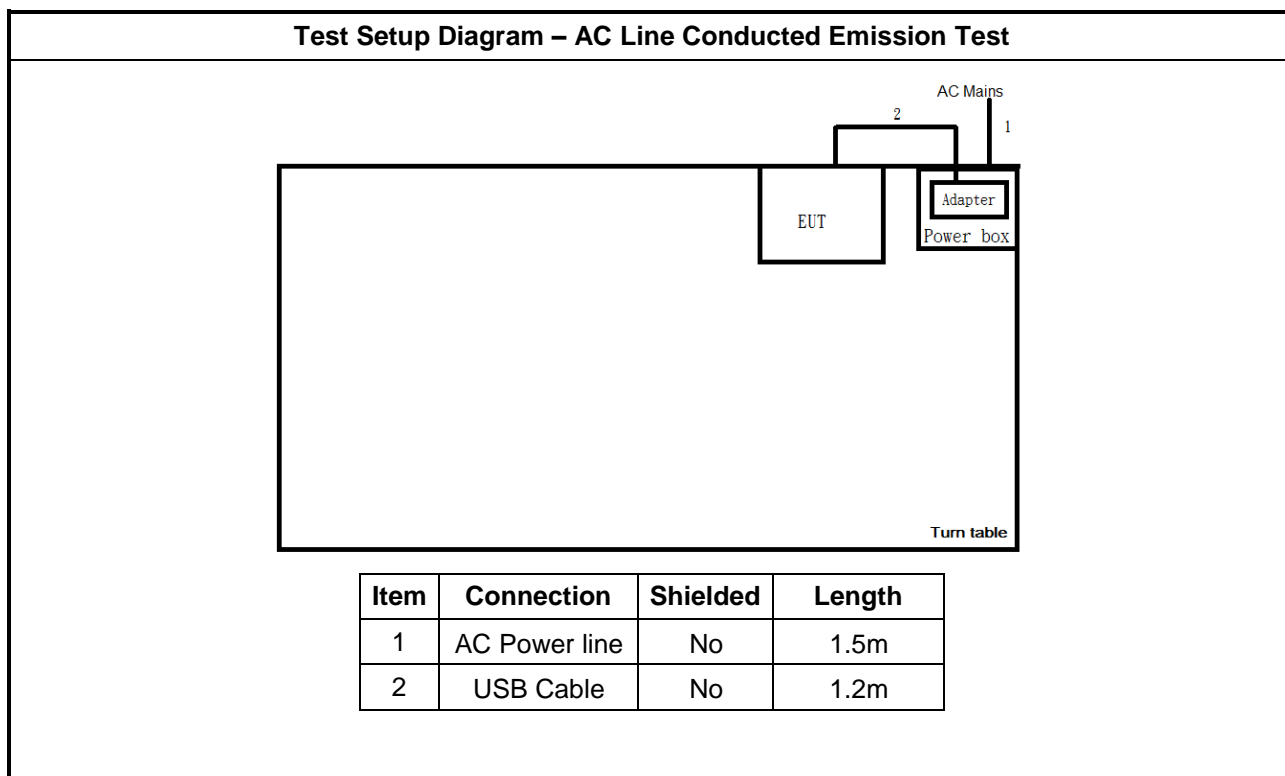 Test Setup Diagram – AC Line Conducted Emission Test
AC Mains
2
1
Adapter
EUT
Power box
Turn table
Item Connection Shielded Length
1 AC Power line No 1.5m
2 USB Cable No 1.2m